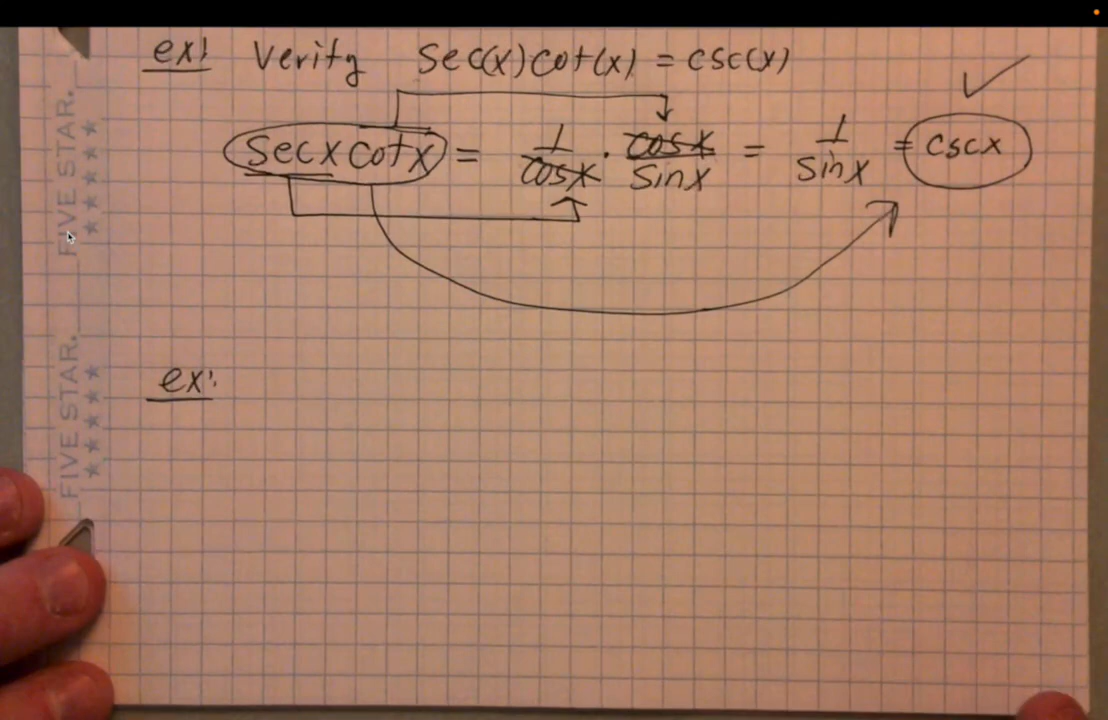 ex! Verify sec(x)cot(x) = csc(x)
secx cotx = 1/cosx · cosx/sinx = 1/sinx = cscx
ex:
FIVE STAR.
FIVE STAR.